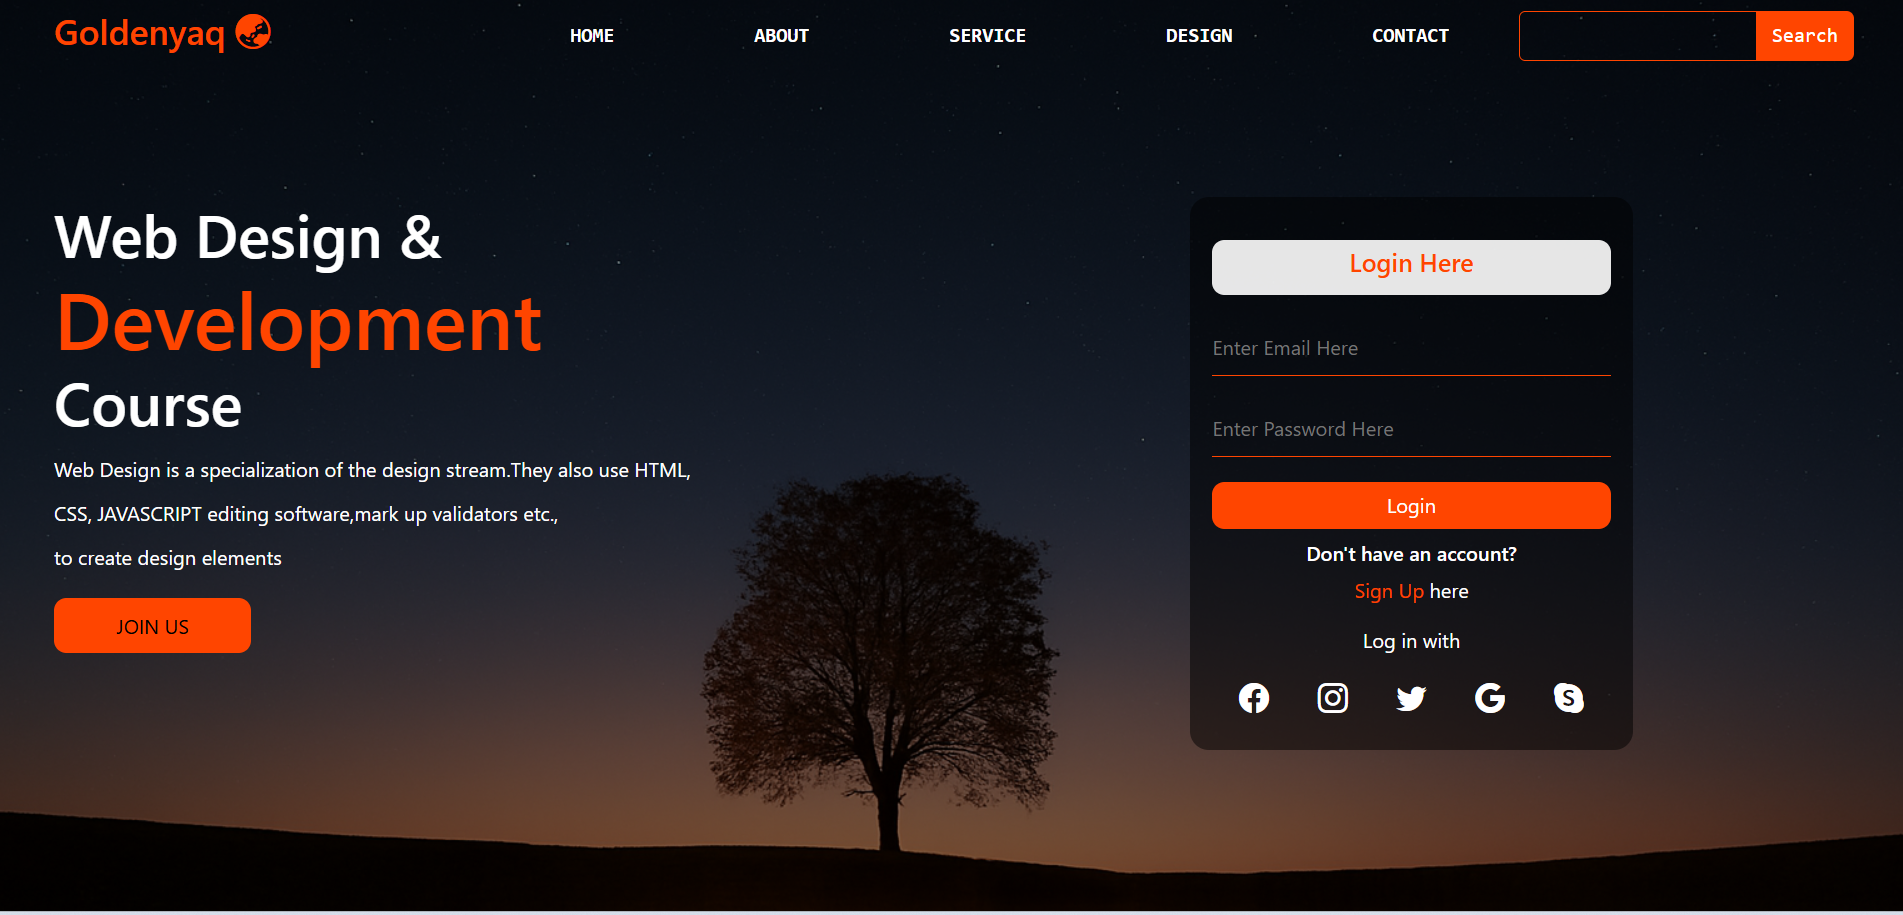 Goldenyaq
HOME ABOUT SERVICE DESIGN CONTACT Search
Web Design &
Development
Course
Web Design is a specialization of the design stream.They also use HTML,
CSS, JAVASCRIPT editing software,mark up validators etc.,
to create design elements
JOIN US
Login Here
Enter Email Here
Enter Password Here
Login
Don't have an account?
Sign Up here
Log in with